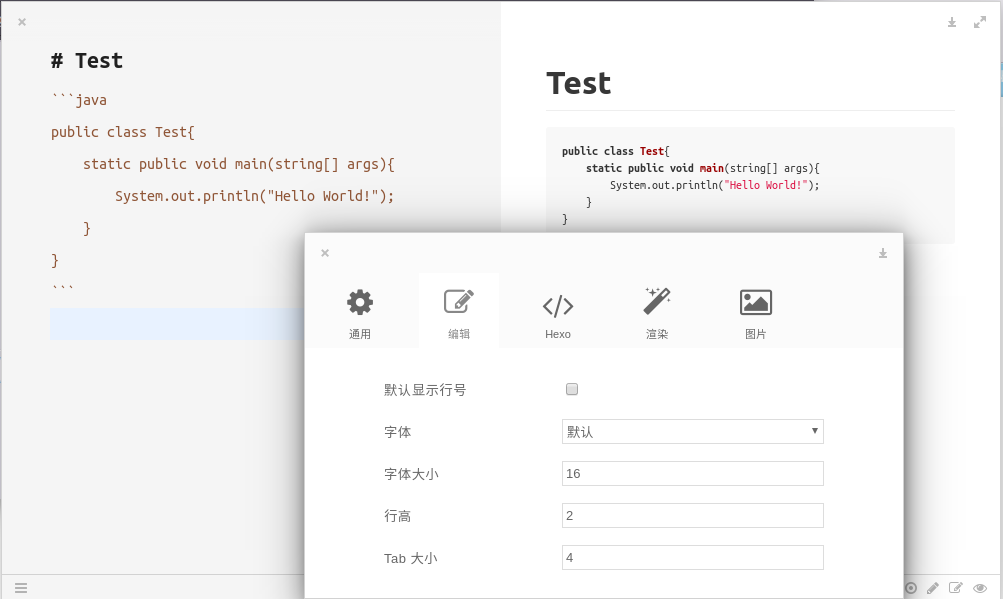 # Test
```java
public class Test{
    static public void main(string[] args){
        System.out.println("Hello World!");
    }
}
```
Test
public class Test{
    static public void main(string[] args){
        System.out.println("Hello World!");
    }
}
通用
编辑
Hexo
渲染
图片
默认显示行号
字体 默认
字体大小 16
行高 2
Tab 大小 4